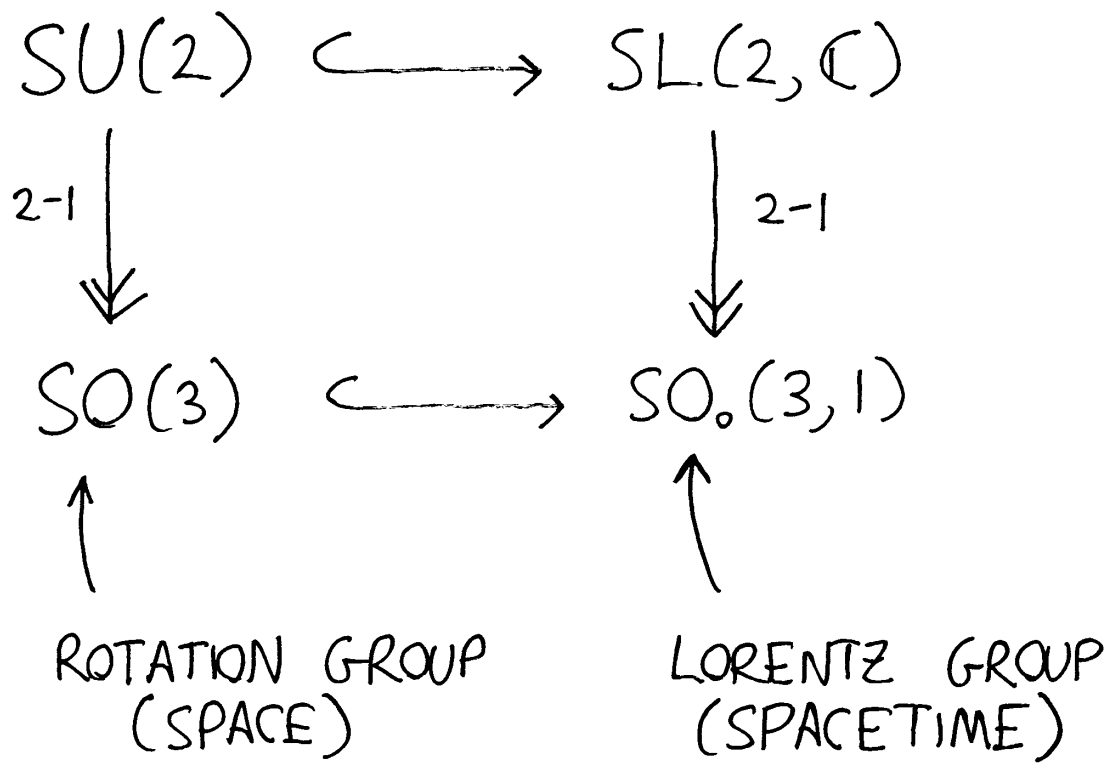 SU(2) SL(2,ℂ)
2-1 2-1
SO(3) SO₀(3,1)
ROTATION GROUP LORENTZ GROUP
(SPACE) (SPACETIME)